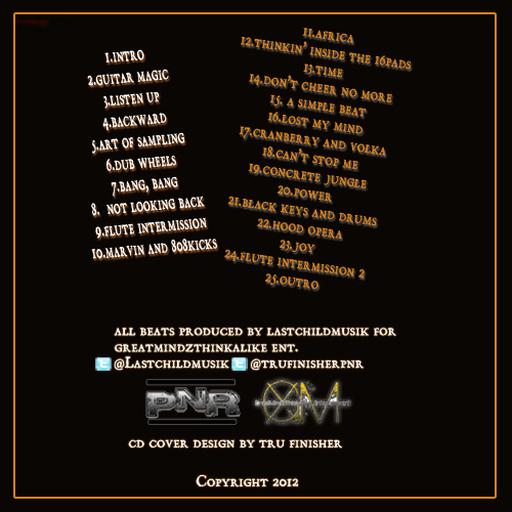 1.INTRO
2.GUITAR MAGIC
3.LISTEN UP
4.BACKWARD
5.ART OF SAMPLING
6.DUB WHEELS
7.BANG, BANG
8. NOT LOOKING BACK
9.FLUTE INTERMISSION
10.MARVIN AND 808KICKS
11.AFRICA
12.THINKIN' INSIDE THE 16PADS
13.TIME
14.DON'T CHEER NO MORE
15. A SIMPLE BEAT
16.LOST MY MIND
17.CRANBERRY AND VOLKA
18.CAN'T STOP ME
19.CONCRETE JUNGLE
20.POWER
21.BLACK KEYS AND DRUMS
22.HOOD OPERA
23.JOY
24.FLUTE INTERMISSION 2
25.OUTRO
ALL BEATS PRODUCED BY LASTCHILDMUSIK FOR
GREATMINDZTHINKALIKE ENT.
@LASTCHILDMUSIK @TRUFINISHERPNR
PNR
CD COVER DESIGN BY TRU FINISHER
COPYRIGHT 2012